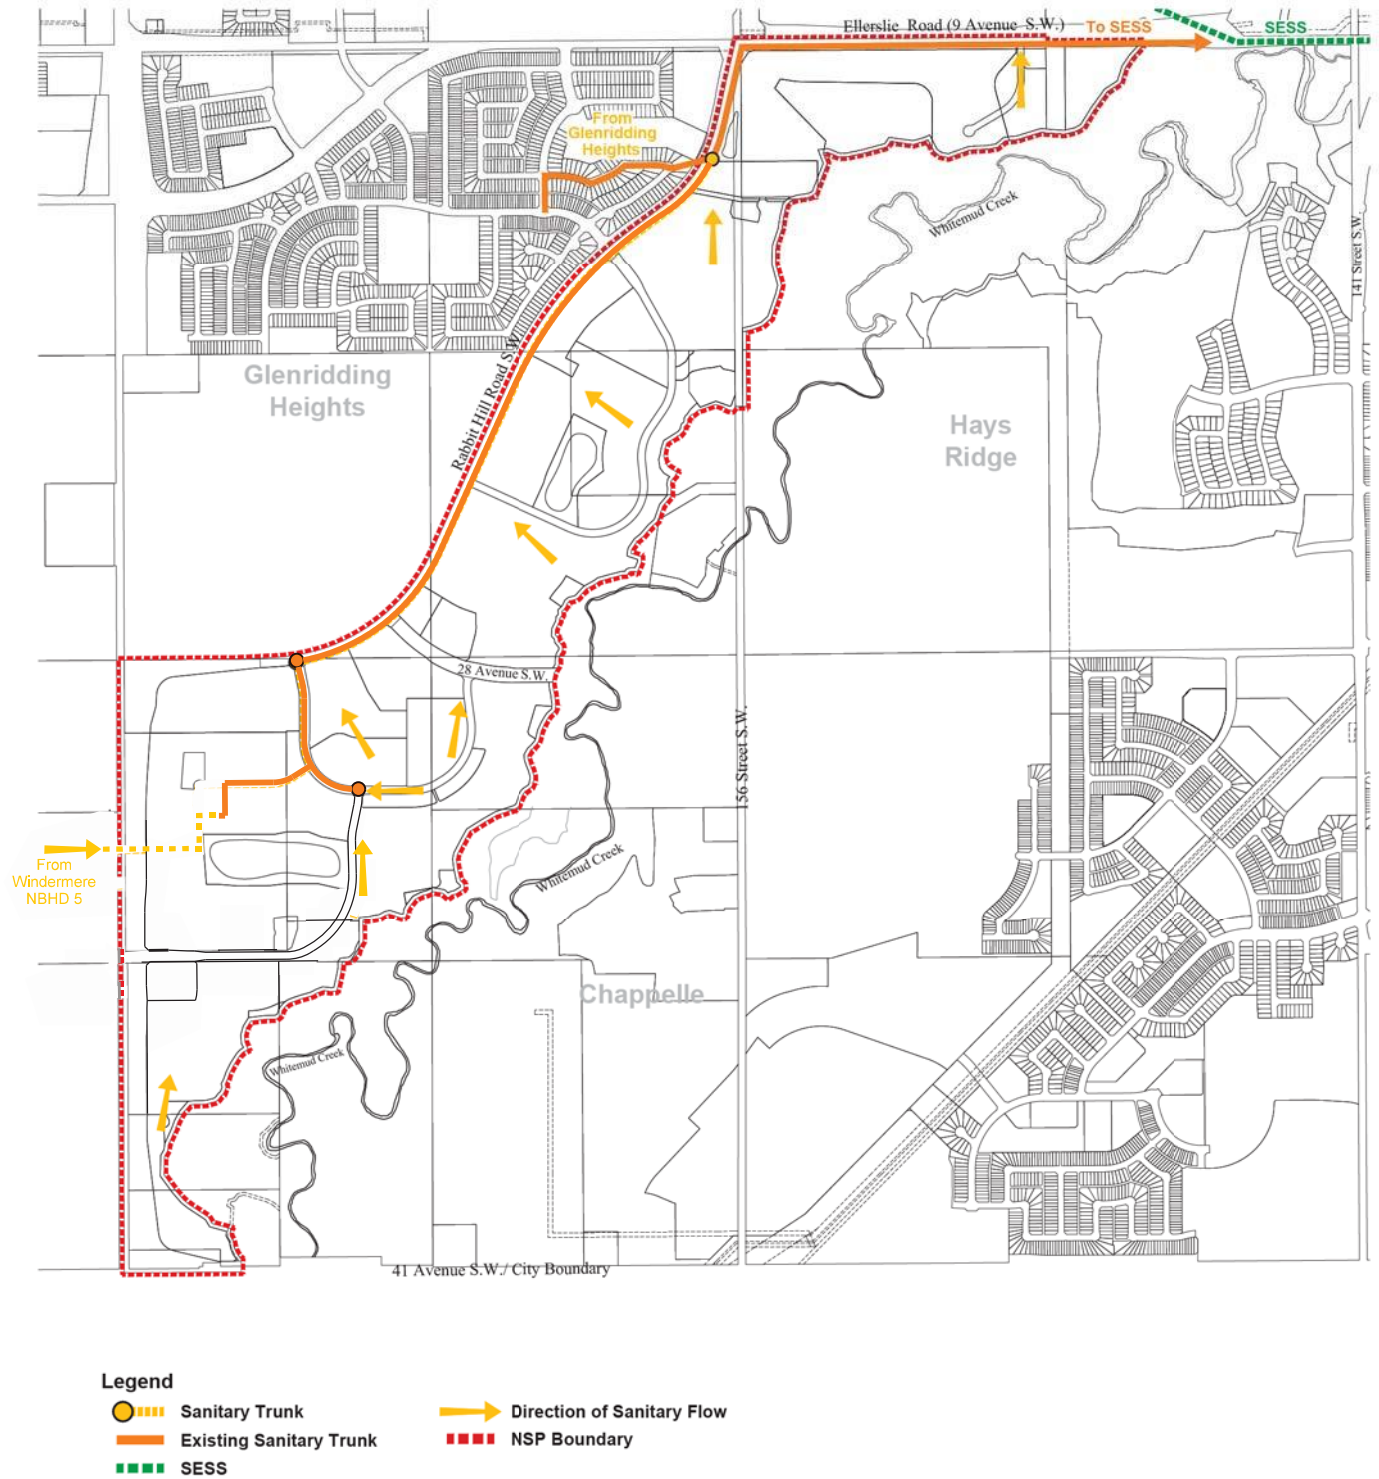 Ellerslie Road (9 Avenue S.W.)
To SESS
SESS
From
Glenridding
Heights
Whitemud Creek
141 Street S.W.
Rabbit Hill Road S.W.
Glenridding
Heights
Hays
Ridge
28 Avenue S.W.
156 Street S.W.
From
Windermere
NBHD 5
Whitemud Creek
Chappelle
Whitemud Creek
41 Avenue S.W./ City Boundary
Legend
Sanitary Trunk
Direction of Sanitary Flow
Existing Sanitary Trunk
NSP Boundary
SESS